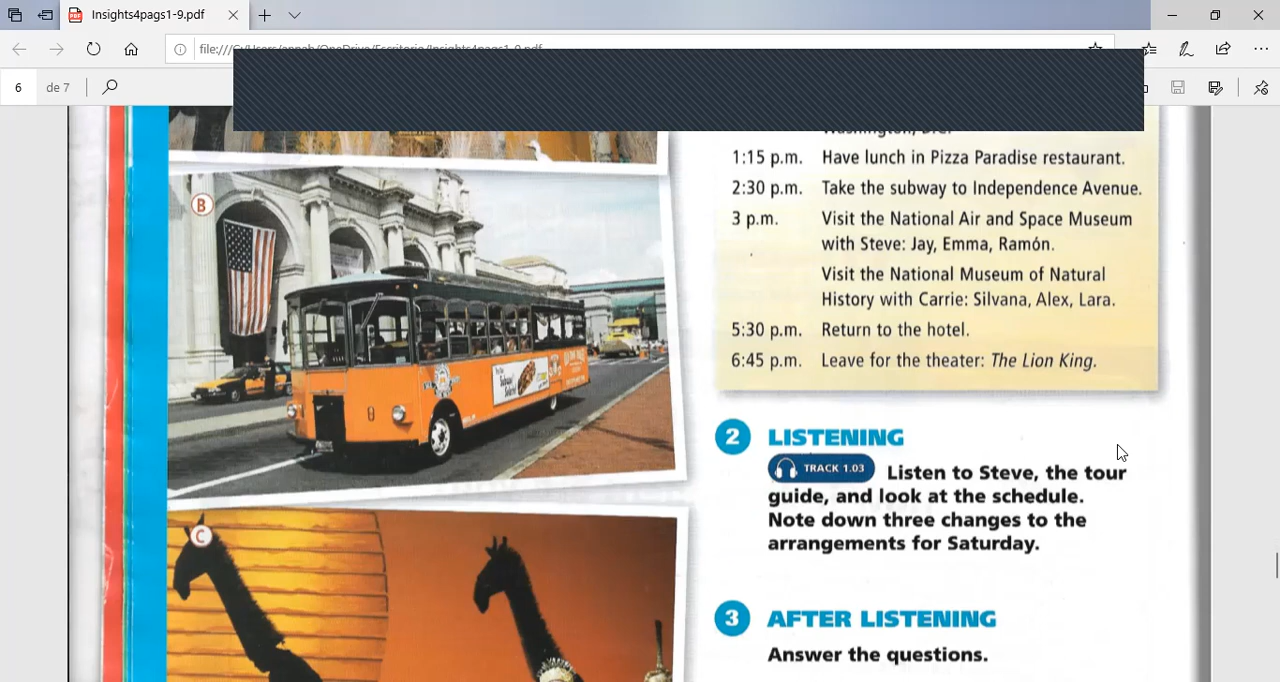 Insights4pags1-9.pdf
6 de 7
B
1:15 p.m. Have lunch in Pizza Paradise restaurant.
2:30 p.m. Take the subway to Independence Avenue.
3 p.m. Visit the National Air and Space Museum
with Steve: Jay, Emma, Ramón.
Visit the National Museum of Natural
History with Carrie: Silvana, Alex, Lara.
5:30 p.m. Return to the hotel.
6:45 p.m. Leave for the theater: The Lion King.
2 LISTENING
TRACK 1.03 Listen to Steve, the tour
guide, and look at the schedule.
Note down three changes to the
arrangements for Saturday.
C
3 AFTER LISTENING
Answer the questions.